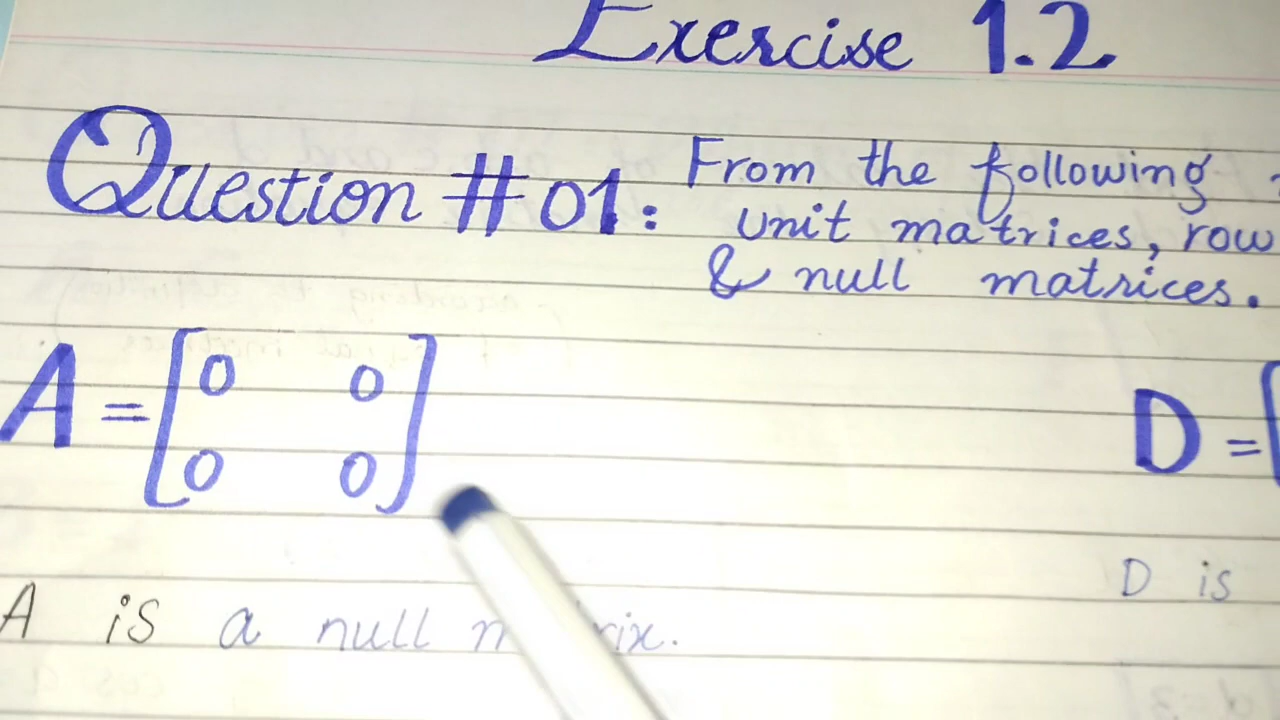 Exercise 1.2
Question #01: From the following
unit matrices, row
& null matrices.
A = [0 0
0 0]
D = [
A is a null matrix.
D is